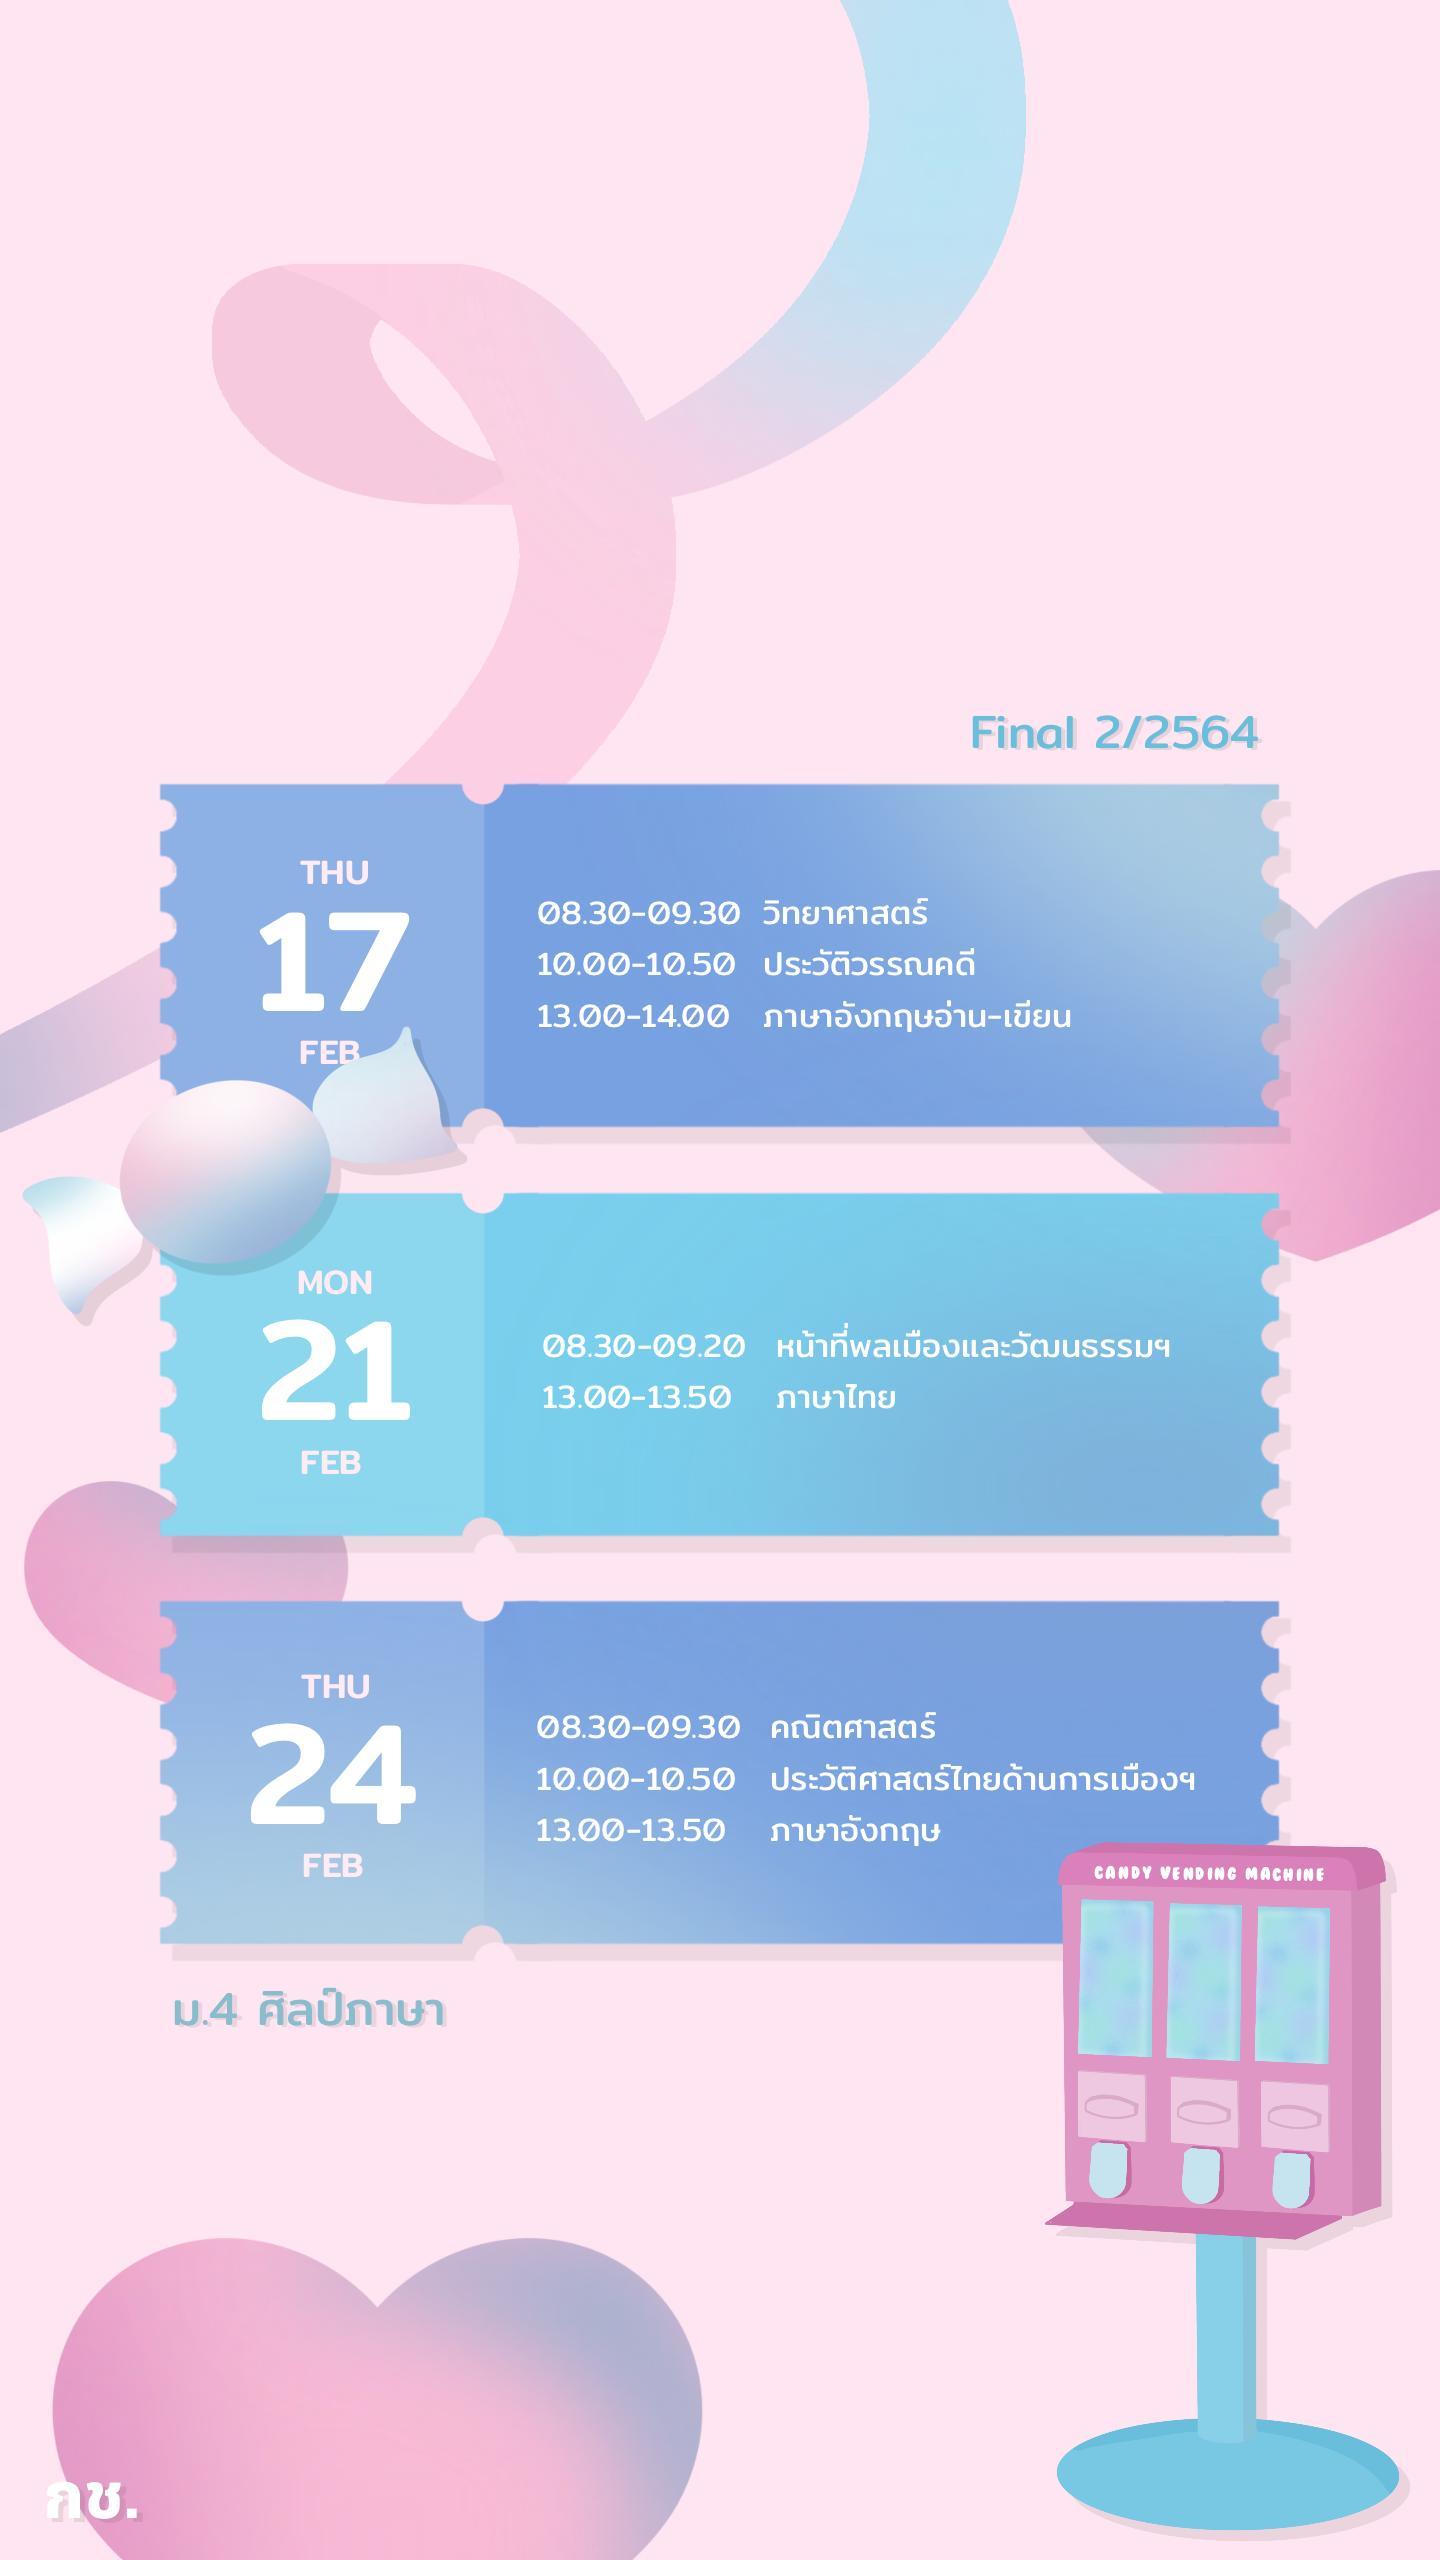 Final 2/2564
THU
17
FEB
08.30-09.30 วิทยาศาสตร์
10.00-10.50 ประวัติวรรณคดี
13.00-14.00 ภาษาอังกฤษอ่าน-เขียน
MON
21
FEB
08.30-09.20 หน้าที่พลเมืองและวัฒนธรรมฯ
13.00-13.50 ภาษาไทย
THU
24
FEB
08.30-09.30 คณิตศาสตร์
10.00-10.50 ประวัติศาสตร์ไทยด้านการเมืองฯ
13.00-13.50 ภาษาอังกฤษ
CANDY VENDING MACHINE
ม.4 ศิลป์ภาษา
กช.